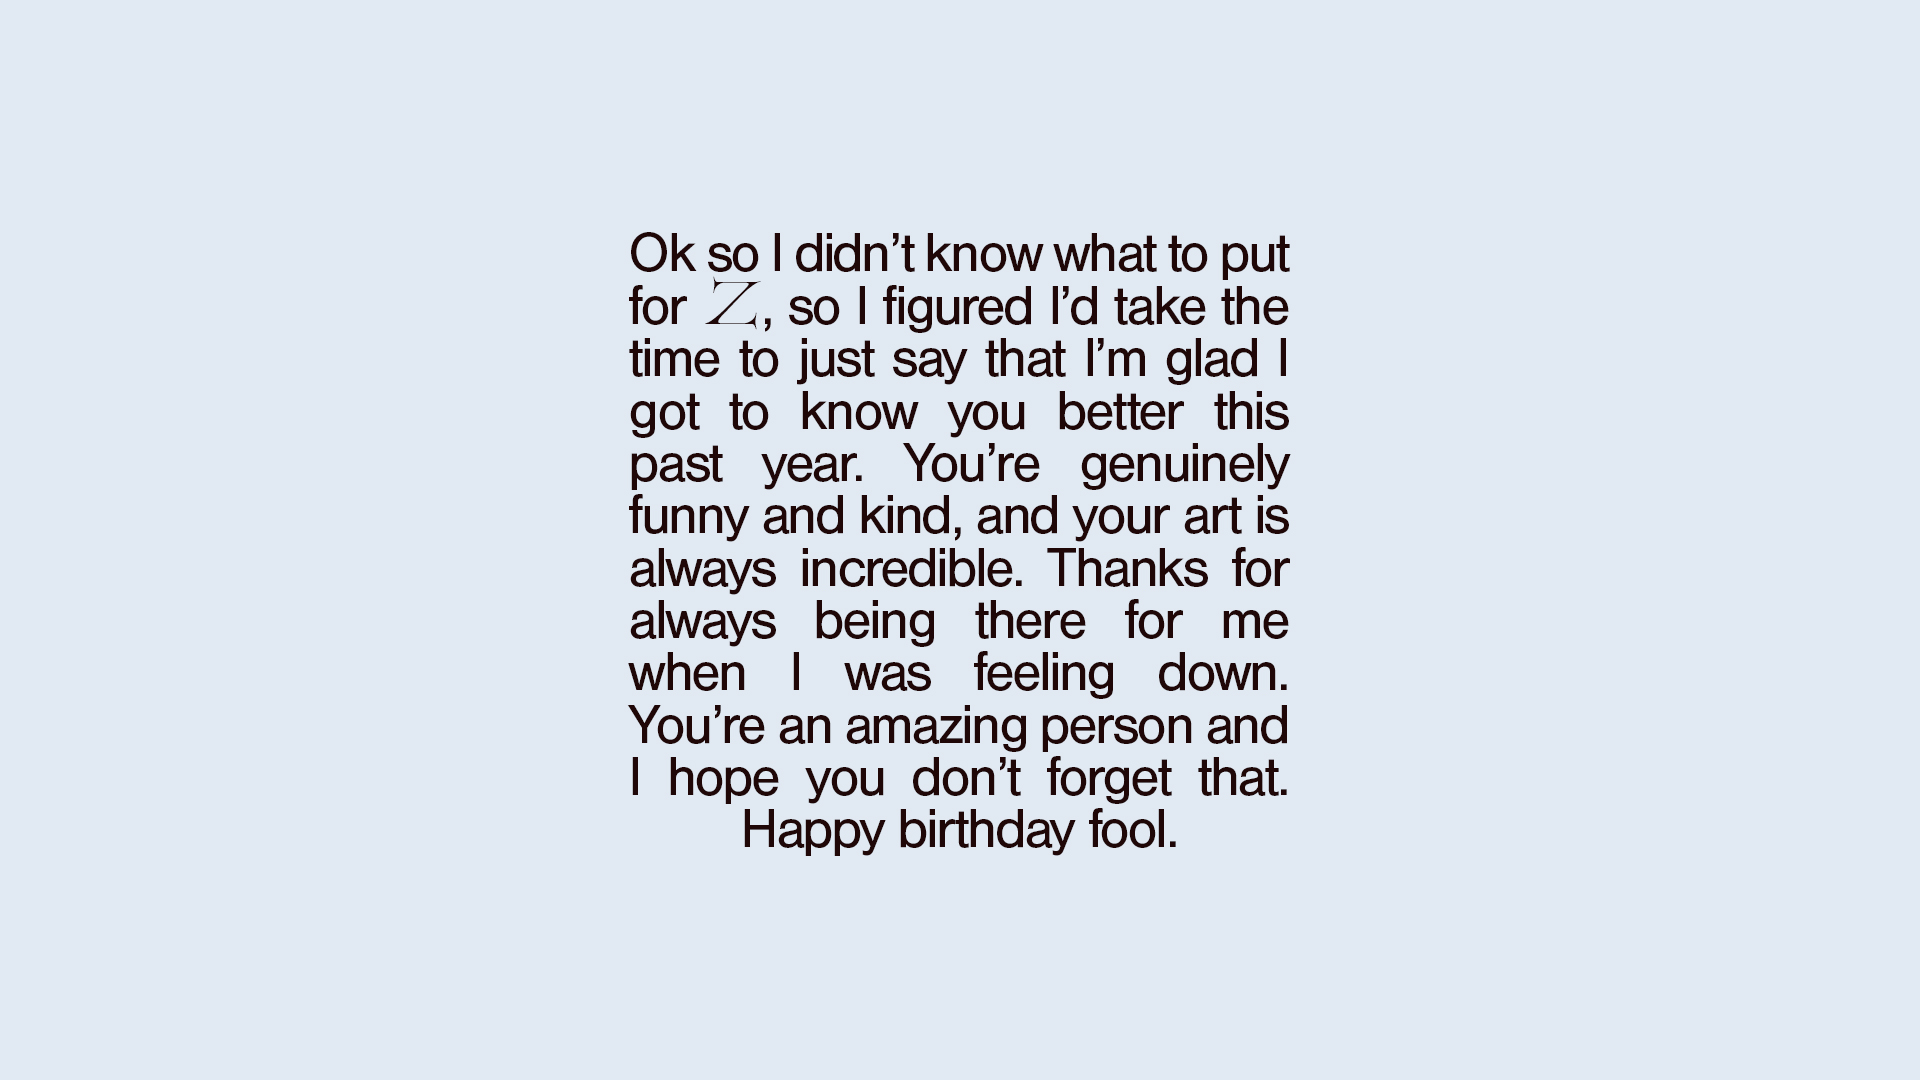 Ok so I didn’t know what to put
for Z, so I figured I’d take the
time to just say that I’m glad I
got to know you better this
past year. You’re genuinely
funny and kind, and your art is
always incredible. Thanks for
always being there for me
when I was feeling down.
You’re an amazing person and
I hope you don’t forget that.
Happy birthday fool.